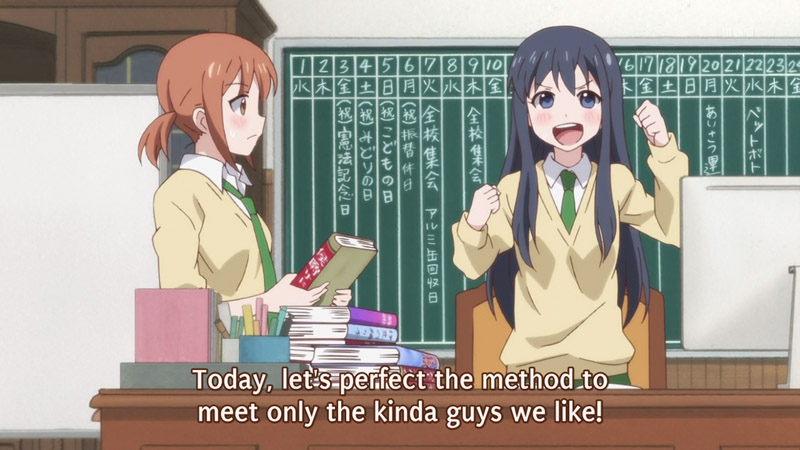 1 2 3 4 5 6 7 8 9 10
水 木 金 土 日 月 火 水 木 金
(祝)憲法記念日
(祝)みどりの日
(祝)こどもの日
(祝)振替休日
全校集会 アルミ缶回収日
全校集会
16 17 18 19 20 21 22 23
木 金 土 日 月 火 水 木 金
あいさつ運
ペットボト
Today, let's perfect the method to
meet only the kinda guys we like!